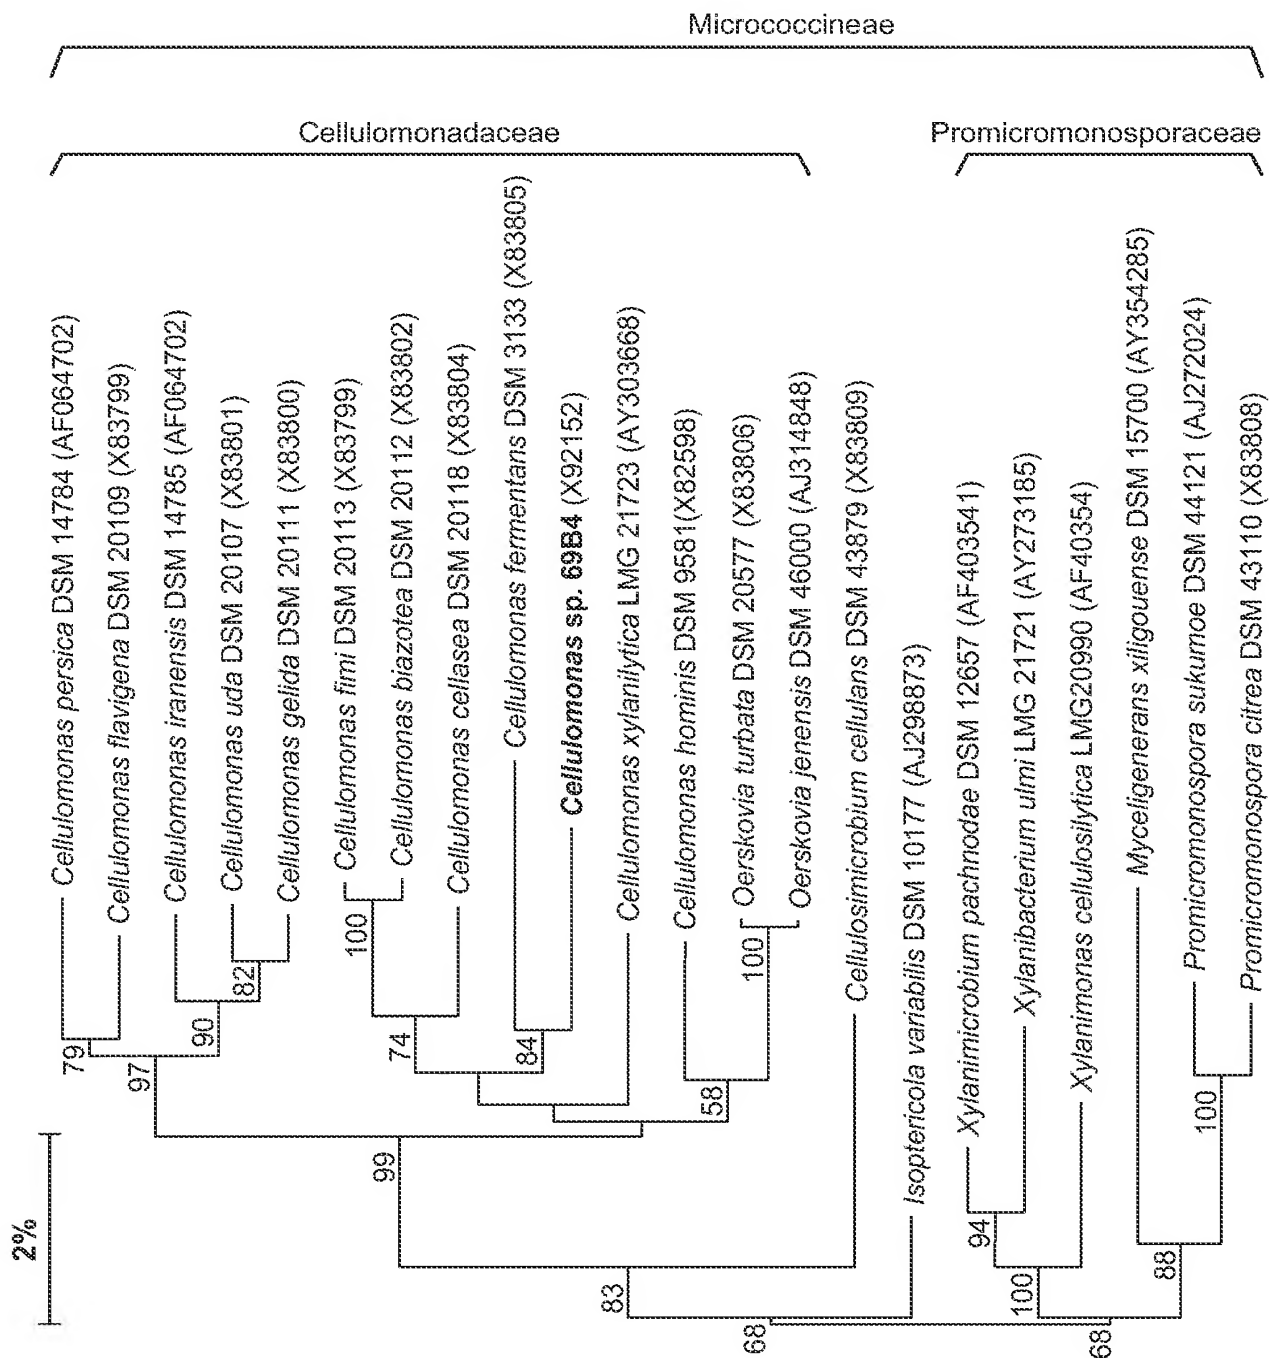 Micrococcineae
Cellulomonadaceae
Promicromonosporaceae
Cellulomonas persica DSM 14784 (AF064702)
Cellulomonas flavigena DSM 20109 (X83799)
Cellulomonas iranensis DSM 14785 (AF064702)
Cellulomonas uda DSM 20107 (X83801)
Cellulomonas gelida DSM 20111 (X83800)
Cellulomonas fimi DSM 20113 (X83799)
Cellulomonas biazotea DSM 20112 (X83802)
Cellulomonas cellasea DSM 20118 (X83804)
Cellulomonas fermentans DSM 3133 (X83805)
Cellulomonas sp. 69B4 (X92152)
Cellulomonas xylanilytica LMG 21723 (AY303668)
Cellulomonas hominis DSM 9581(X82598)
Oerskovia turbata DSM 20577 (X83806)
Oerskovia jenensis DSM 46000 (AJ314848)
Cellulosimicrobium cellulans DSM 43879 (X83809)
Isoptericola variabilis DSM 10177 (AJ298873)
Xylanimicrobium pachnodae DSM 12657 (AF403541)
Xylanibacterium ulmi LMG 21721 (AY273185)
Xylanimonas cellulosilytica LMG20990 (AF40354)
Myceligenerans xiligouense DSM 15700 (AY354285)
Promicromonospora sukumoe DSM 44121 (AJ272024)
Promicromonospora citrea DSM 43110 (X83808)
79
97
90
82
100
74
84
58
100
99
83
68
94
100
88
100
68
2%